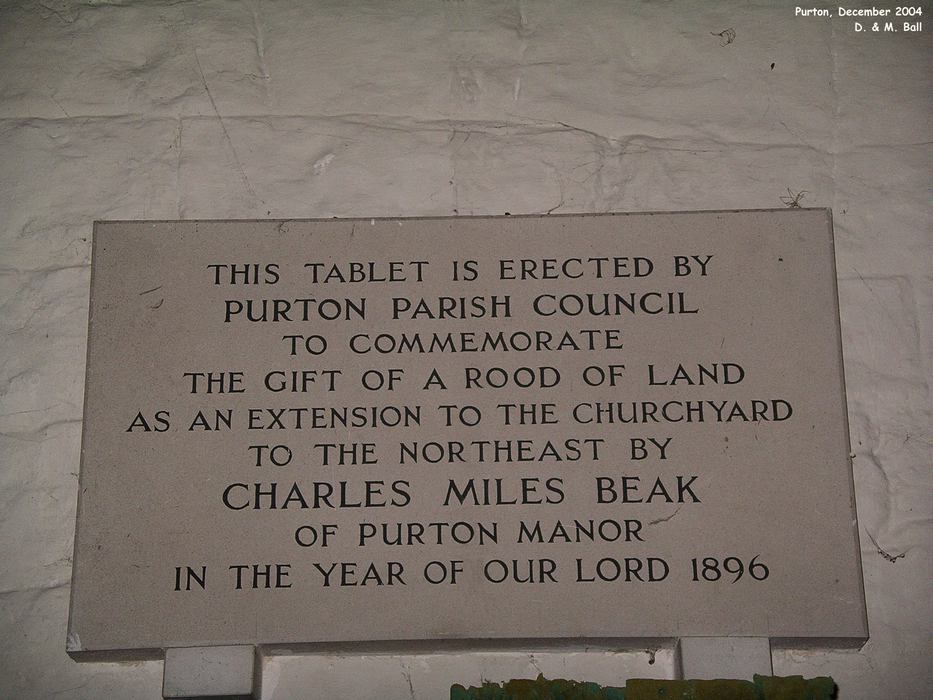 Purton, December 2004
D. & M. Ball
THIS TABLET IS ERECTED BY
PURTON PARISH COUNCIL
TO COMMEMORATE
THE GIFT OF A ROOD OF LAND
AS AN EXTENSION TO THE CHURCHYARD
TO THE NORTHEAST BY
CHARLES MILES BEAK
OF PURTON MANOR
IN THE YEAR OF OUR LORD 1896